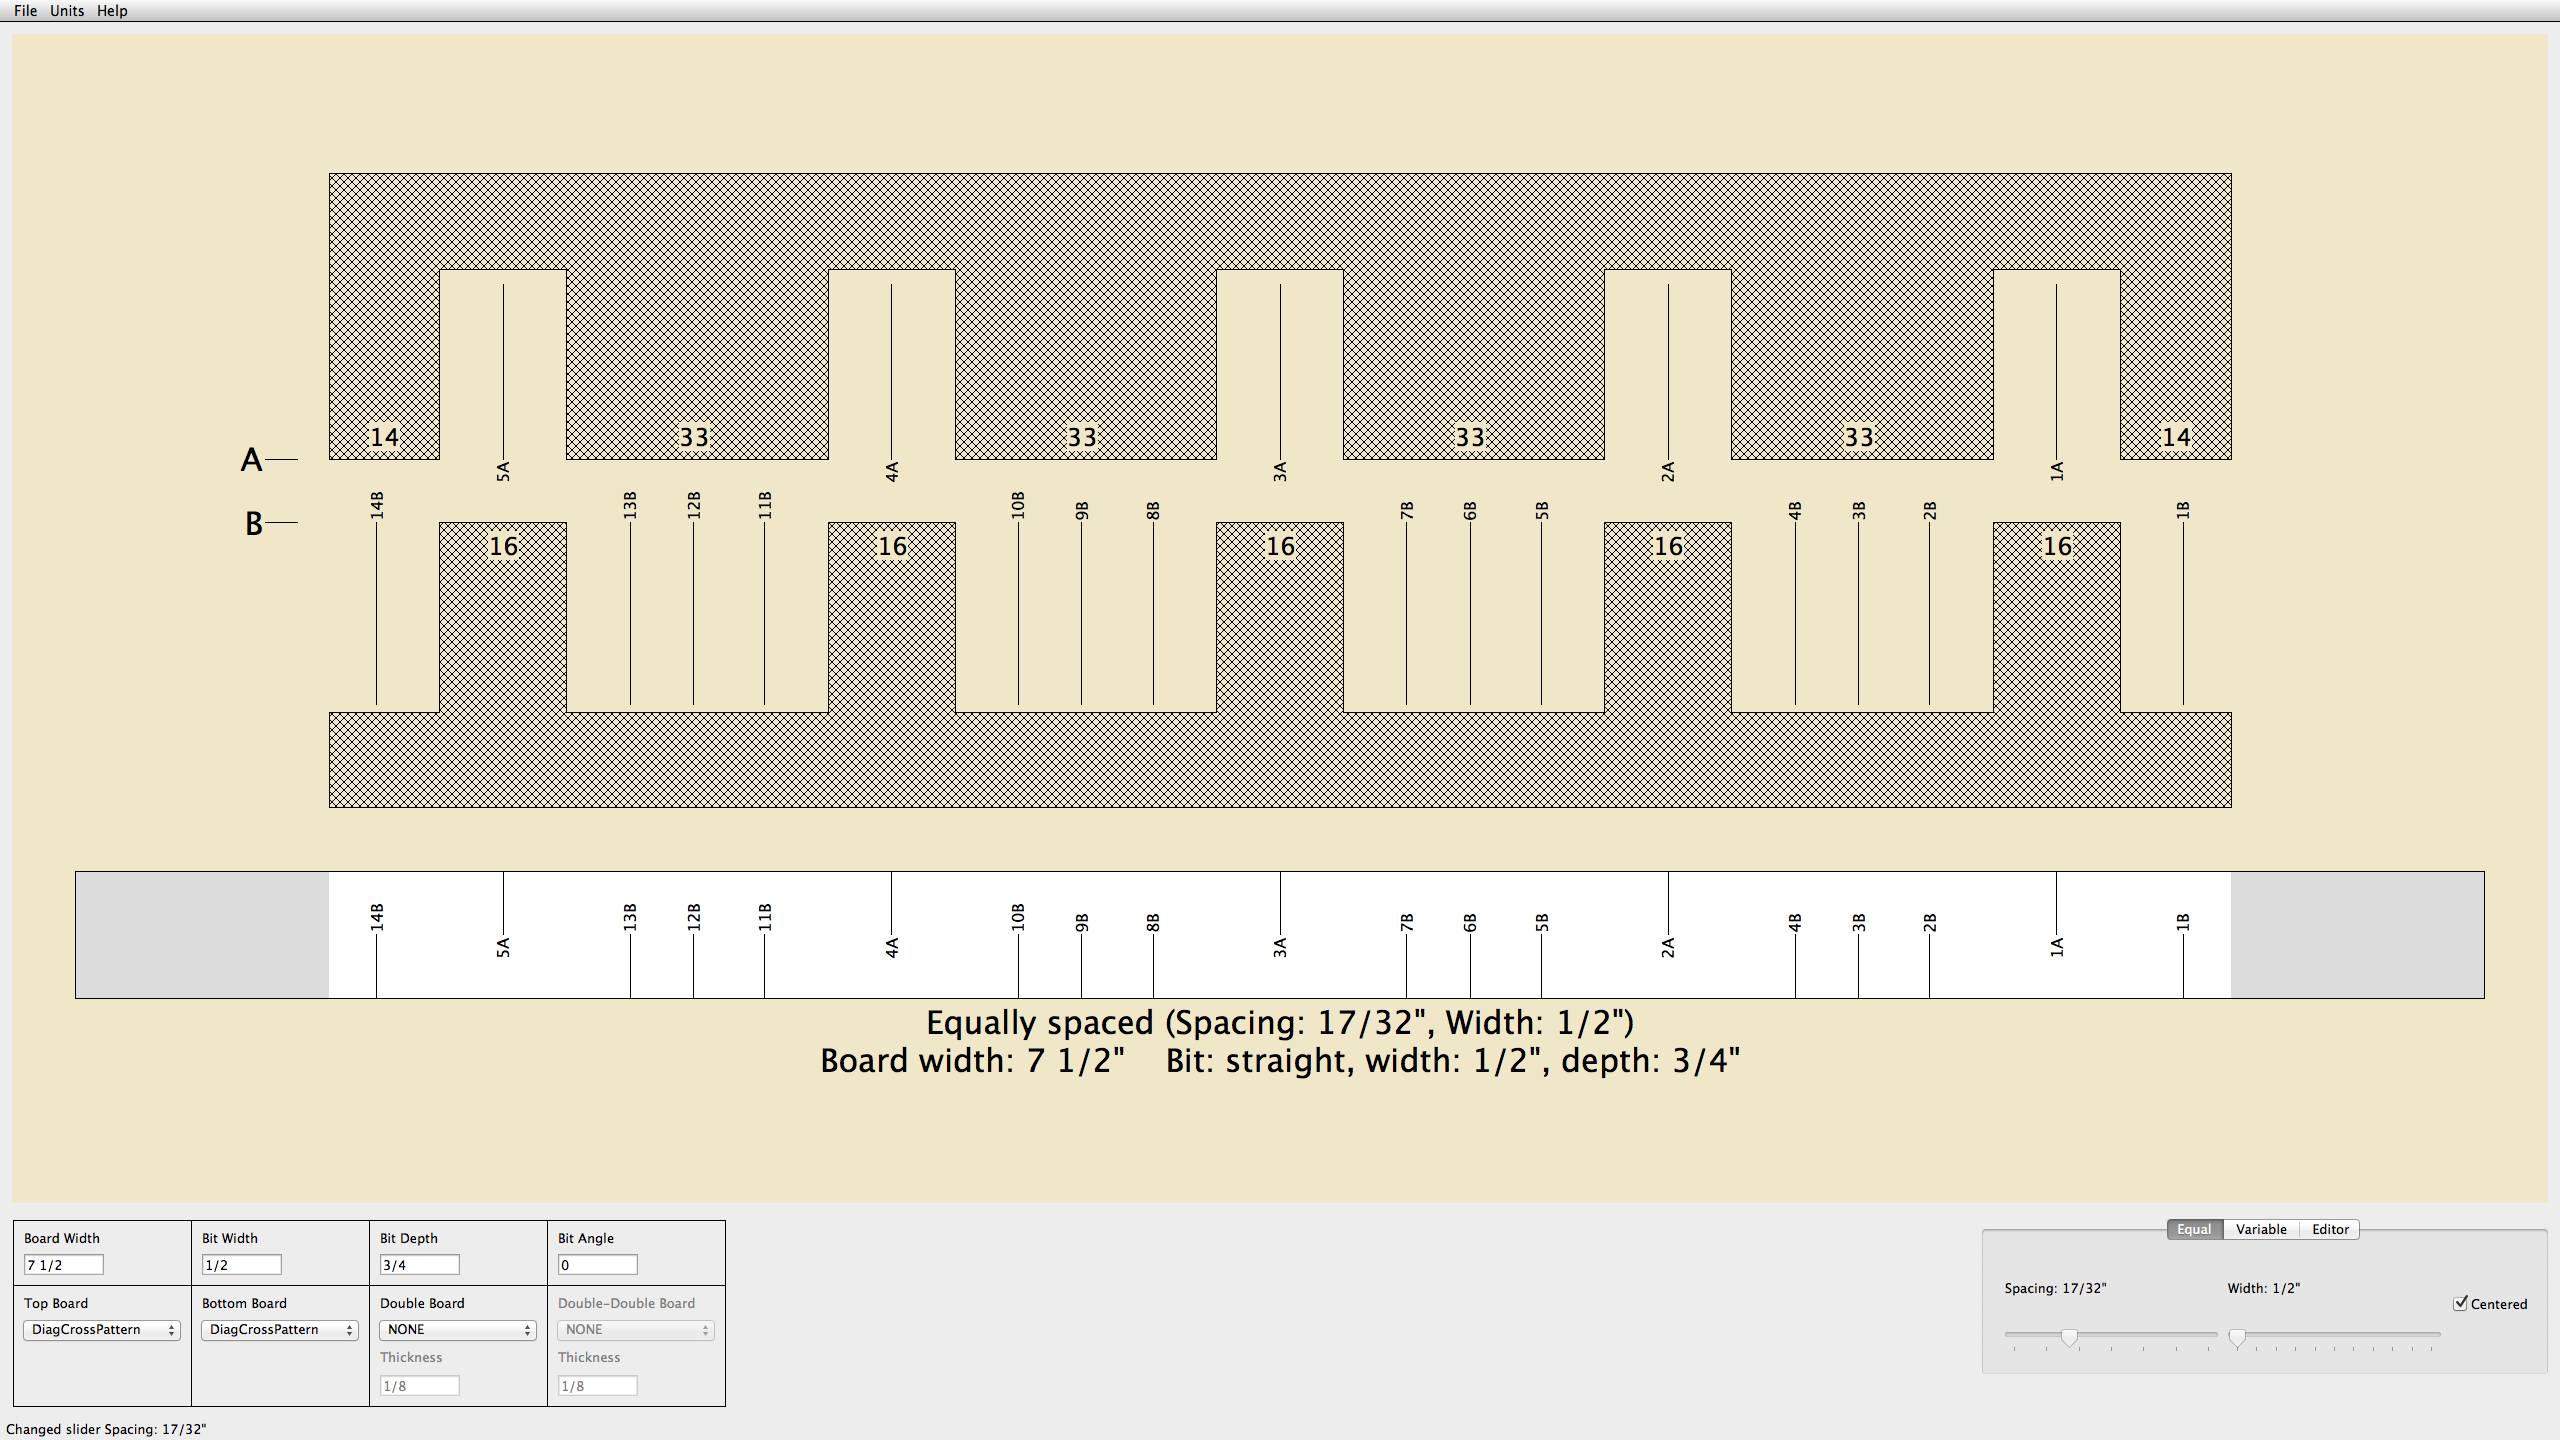 File Units Help
14 33 33 33 33 14
A
5A 4A 3A 2A 1A
14B 13B 12B 11B 10B 9B 8B 7B 6B 5B 4B 3B 2B 1B
B
16 16 16 16 16
14B 13B 12B 11B 10B 9B 8B 7B 6B 5B 4B 3B 2B 1B
5A 4A 3A 2A 1A
Equally spaced (Spacing: 17/32", Width: 1/2")
Board width: 7 1/2" Bit: straight, width: 1/2", depth: 3/4"
Board Width Bit Width Bit Depth Bit Angle
7 1/2 1/2 3/4 0
Top Board Bottom Board Double Board Double-Double Board
DiagCrossPattern DiagCrossPattern NONE NONE
Thickness Thickness
1/8 1/8
Equal Variable Editor
Spacing: 17/32" Width: 1/2"
Centered
Changed slider Spacing: 17/32"